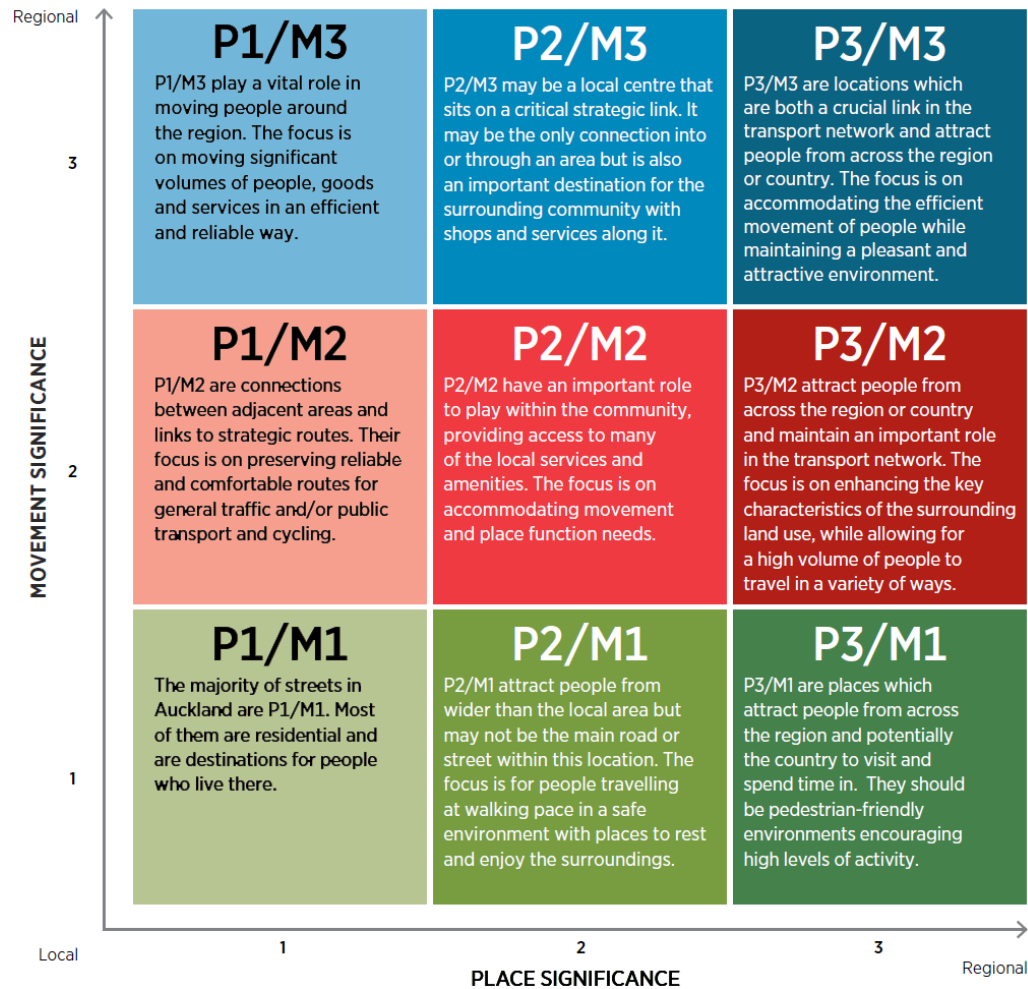 Regional
P1/M3
P1/M3 play a vital role in
moving people around
the region. The focus is
on moving significant
volumes of people, goods
and services in an efficient
and reliable way.
P2/M3
P2/M3 may be a local centre that
sits on a critical strategic link. It
may be the only connection into
or through an area but is also
an important destination for the
surrounding community with
shops and services along it.
P3/M3
P3/M3 are locations which
are both a crucial link in the
transport network and attract
people from across the region
or country. The focus is on
accommodating the efficient
movement of people while
maintaining a pleasant and
attractive environment.
3
MOVEMENT SIGNIFICANCE
P1/M2
P1/M2 are connections
between adjacent areas and
links to strategic routes. Their
focus is on preserving reliable
and comfortable routes for
general traffic and/or public
transport and cycling.
P2/M2
P2/M2 have an important role
to play within the community,
providing access to many
of the local services and
amenities. The focus is on
accommodating movement
and place function needs.
P3/M2
P3/M2 attract people from
across the region or country
and maintain an important role
in the transport network. The
focus is on enhancing the key
characteristics of the surrounding
land use, while allowing for
a high volume of people to
travel in a variety of ways.
2
P1/M1
The majority of streets in
Auckland are P1/M1. Most
of them are residential and
are destinations for people
who live there.
P2/M1
P2/M1 attract people from
wider than the local area but
may not be the main road or
street within this location. The
focus is for people travelling
at walking pace in a safe
environment with places to rest
and enjoy the surroundings.
P3/M1
P3/M1 are places which
attract people from across
the region and potentially
the country to visit and
spend time in. They should
be pedestrian-friendly
environments encouraging
high levels of activity.
1
Local
1
2
3
Regional
PLACE SIGNIFICANCE